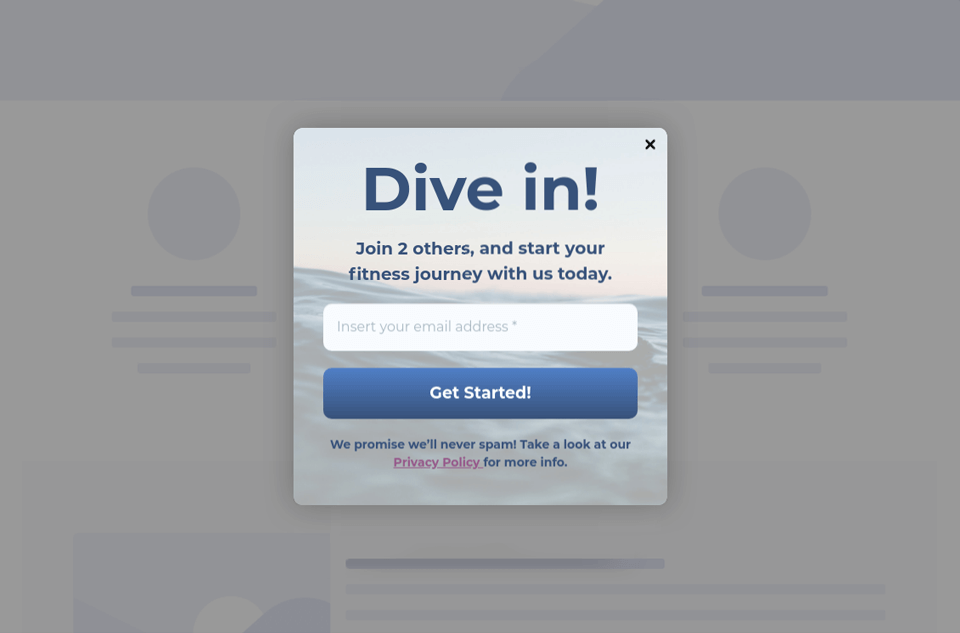 Dive in!
Join 2 others, and start your
fitness journey with us today.
Insert your email address *
Get Started!
We promise we’ll never spam! Take a look at our
Privacy Policy for more info.